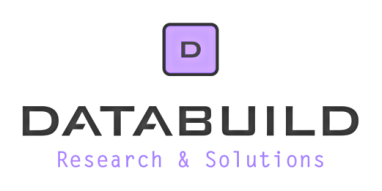 D
DATABUILD
Research & Solutions